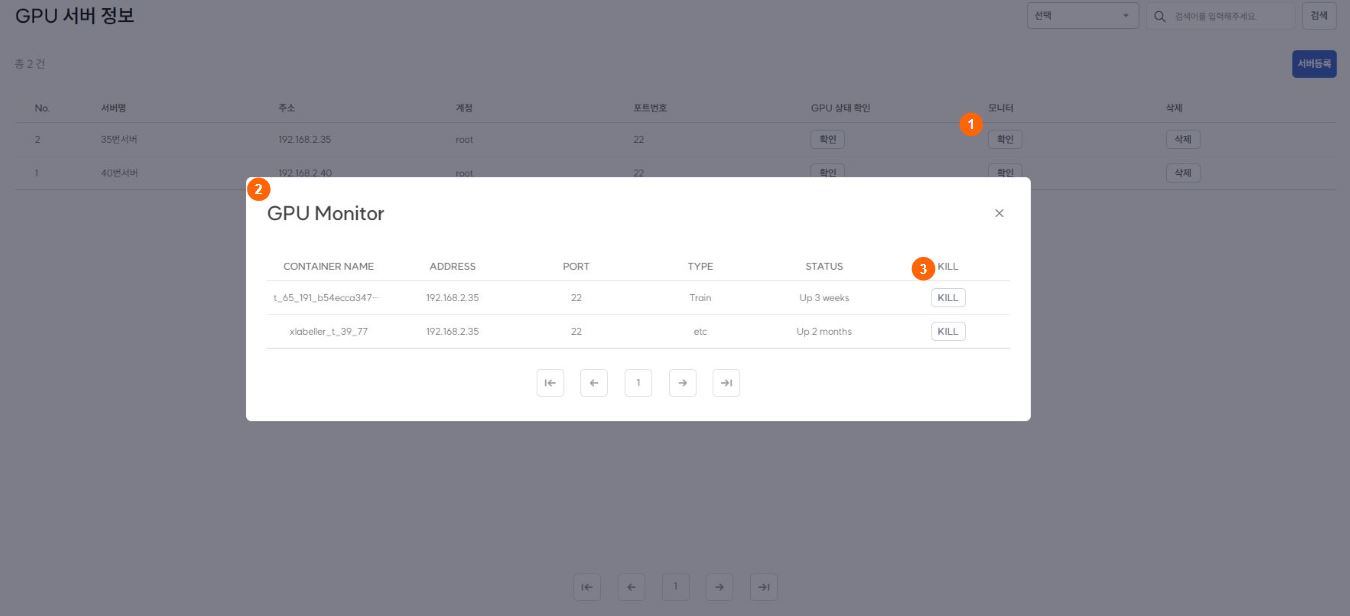 GPU 서버 정보
선택
검색어를 입력해주세요.
검색
총 2 건
서버등록
No. 서버명 주소 계정 포트번호 GPU 상태 확인 모니터 삭제
1
2 35번서버 192.168.2.35 root 22 확인 확인 삭제
1 40번서버 192.168.2.40 root 22 확인 확인 삭제
2
GPU Monitor
CONTAINER NAME ADDRESS PORT TYPE STATUS 3 KILL
t_65_191_b54ecca347… 192.168.2.35 22 Train Up 3 weeks KILL
xlabeller_t_39_77 192.168.2.35 22 etc Up 2 months KILL
1
1